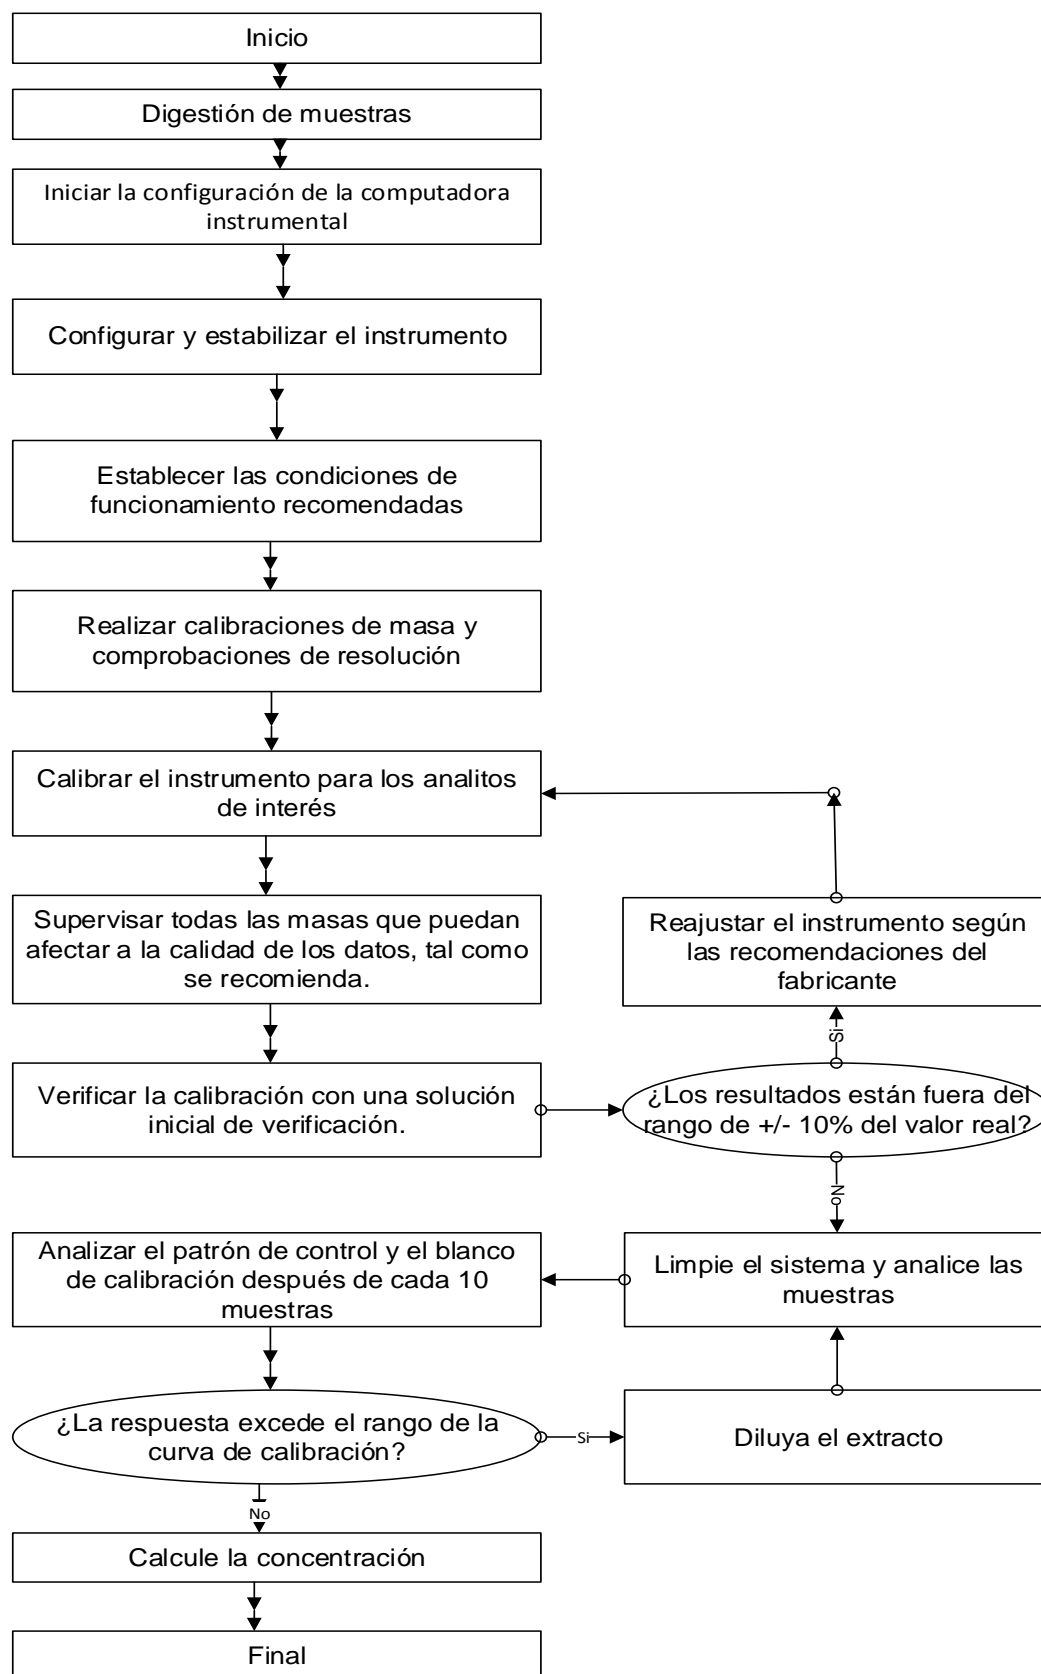 Inicio
Digestión de muestras
Iniciar la configuración de la computadora
instrumental
Configurar y estabilizar el instrumento
Establecer las condiciones de
funcionamiento recomendadas
Realizar calibraciones de masa y
comprobaciones de resolución
Calibrar el instrumento para los analitos
de interés
Supervisar todas las masas que puedan
afectar a la calidad de los datos, tal como
se recomienda.
Reajustar el instrumento según
las recomendaciones del
fabricante
Si
Verificar la calibración con una solución
inicial de verificación.
¿Los resultados están fuera del
rango de +/- 10% del valor real?
No
Limpie el sistema y analice las
muestras
Analizar el patrón de control y el blanco
de calibración después de cada 10
muestras
¿La respuesta excede el rango de la
curva de calibración?
Si
Diluya el extracto
No
Calcule la concentración
Final